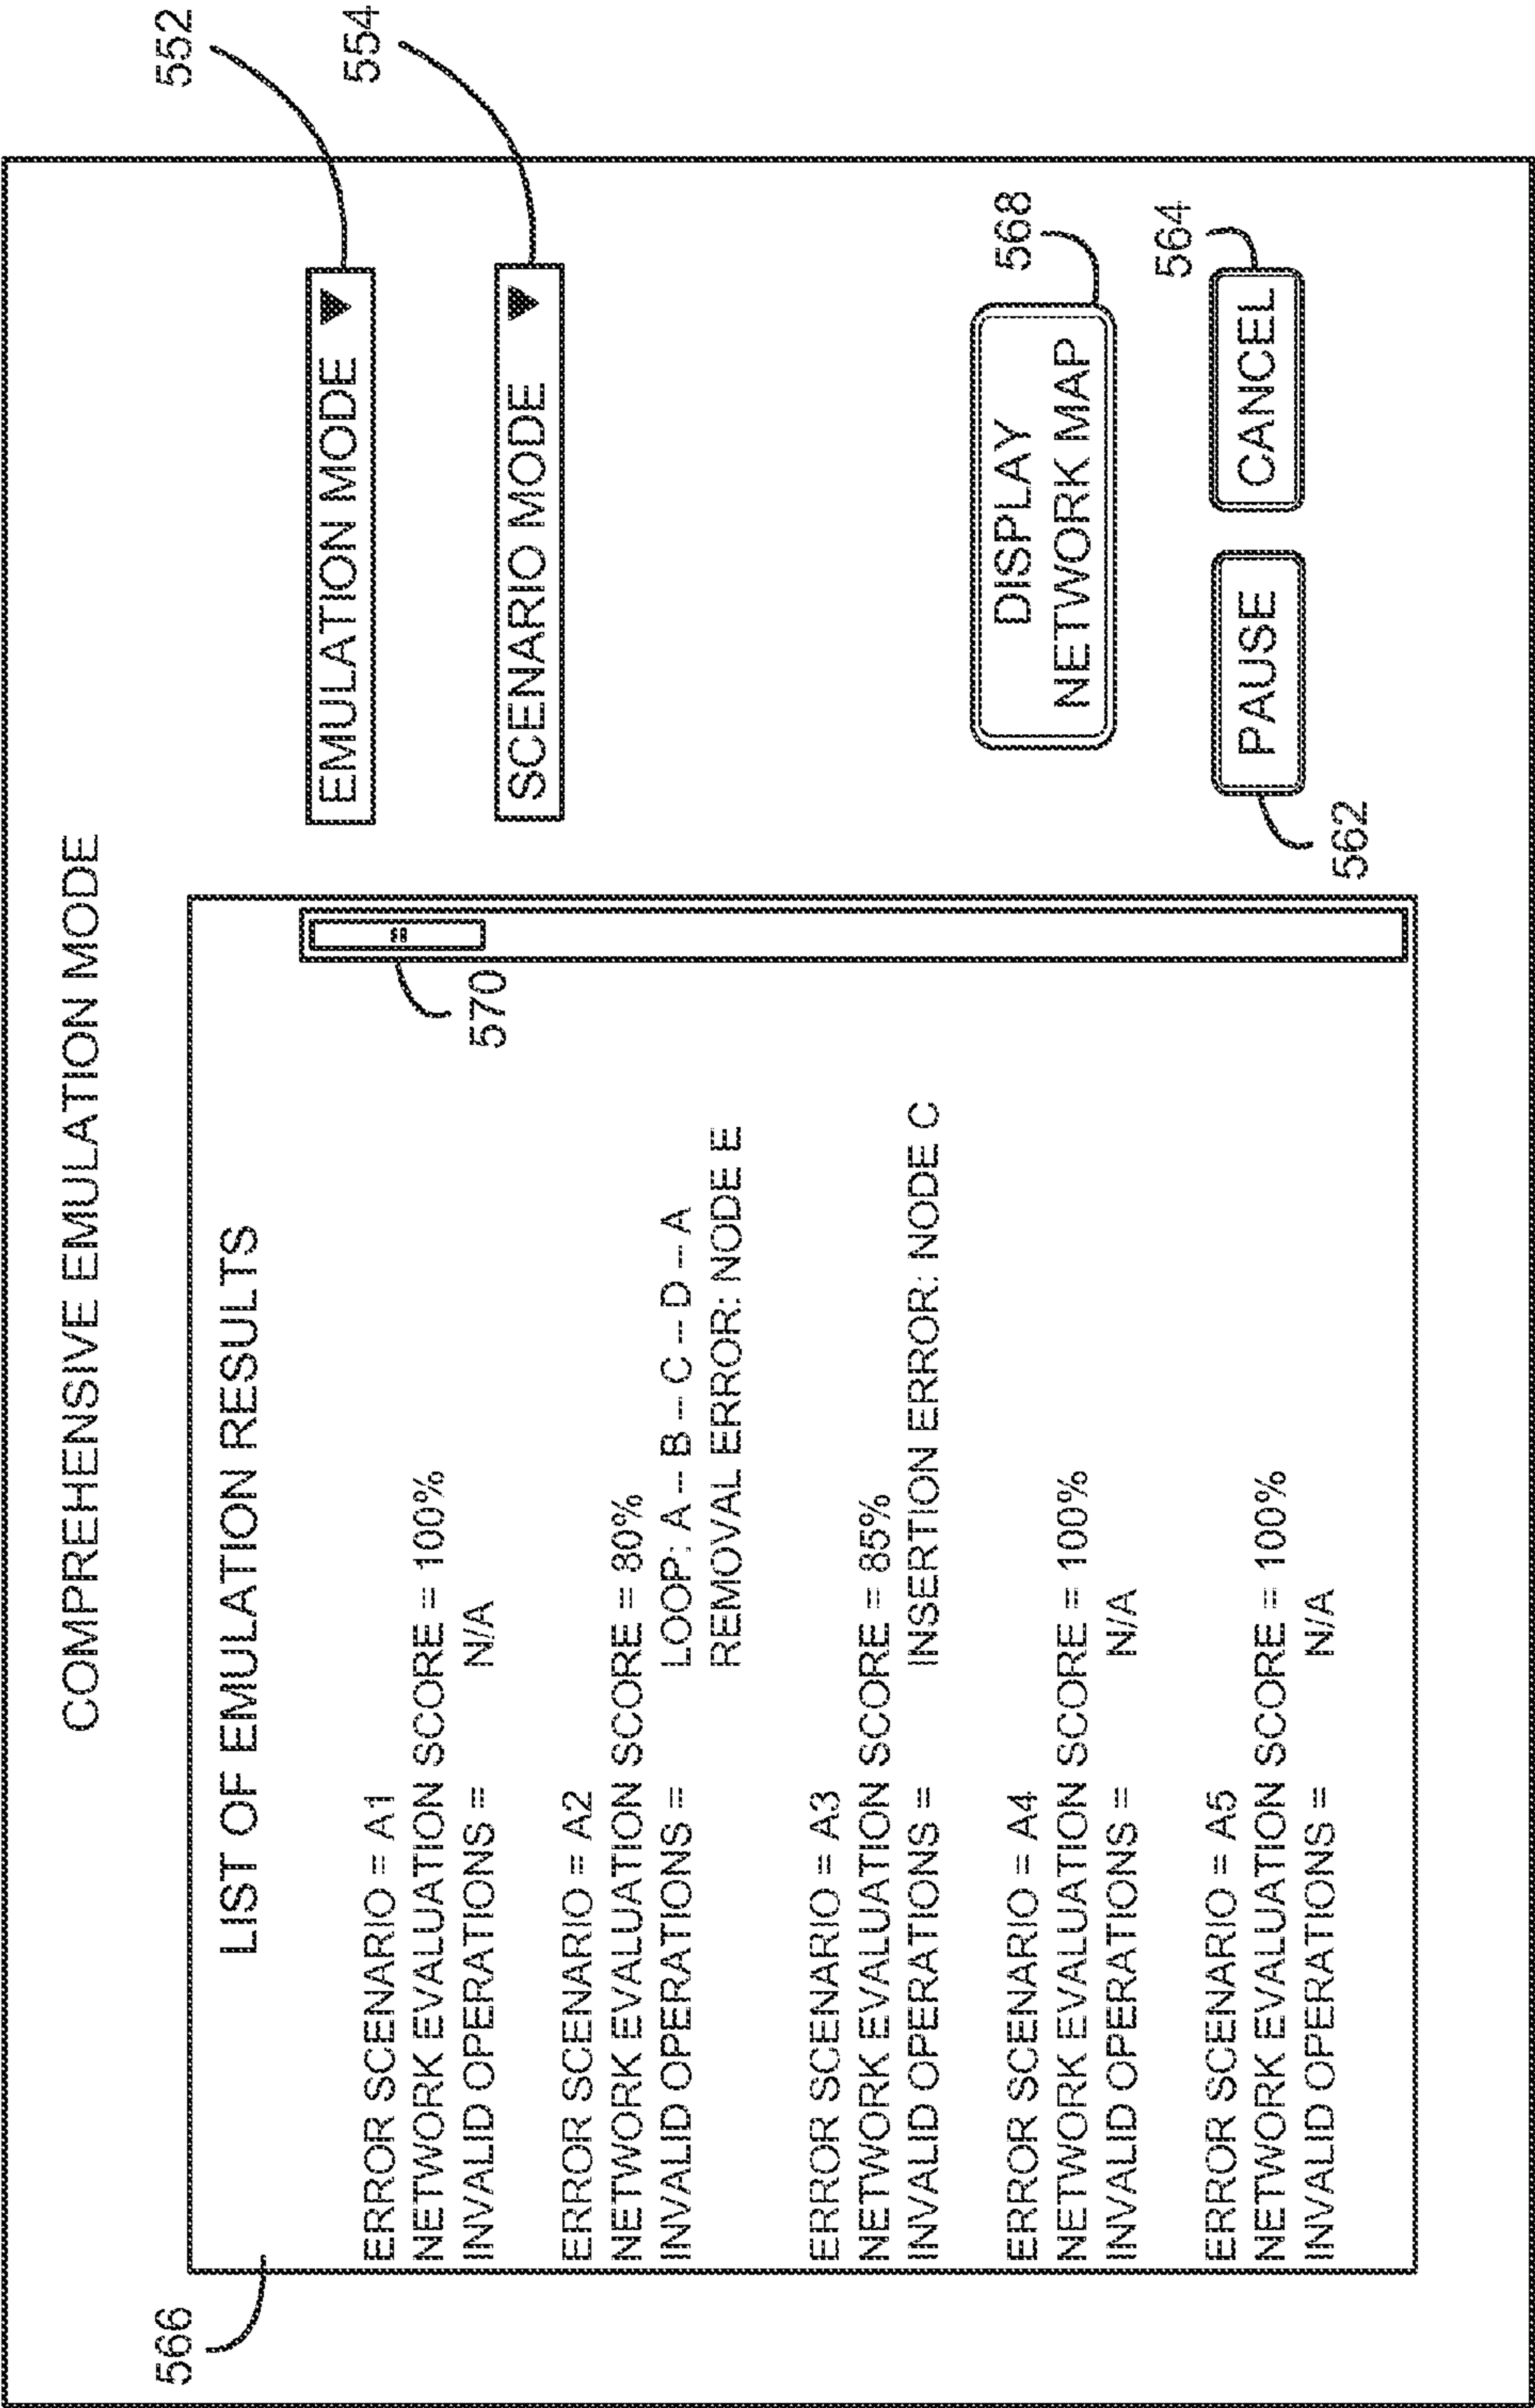 COMPREHENSIVE EMULATION MODE
566
LIST OF EMULATION RESULTS
ERROR SCENARIO = A1
NETWORK EVALUATION SCORE = 100%
INVALID OPERATIONS = N/A
ERROR SCENARIO = A2
NETWORK EVALUATION SCORE = 80%
INVALID OPERATIONS = LOOP: A -- B -- C -- D -- A
REMOVAL ERROR: NODE E
ERROR SCENARIO = A3
NETWORK EVALUATION SCORE = 85%
INVALID OPERATIONS = INSERTION ERROR: NODE C
ERROR SCENARIO = A4
NETWORK EVALUATION SCORE = 100%
INVALID OPERATIONS = N/A
ERROR SCENARIO = A5
NETWORK EVALUATION SCORE = 100%
INVALID OPERATIONS = N/A
570
552
EMULATION MODE ▼
554
SCENARIO MODE ▼
568
DISPLAY
NETWORK MAP
564
PAUSE CANCEL
562